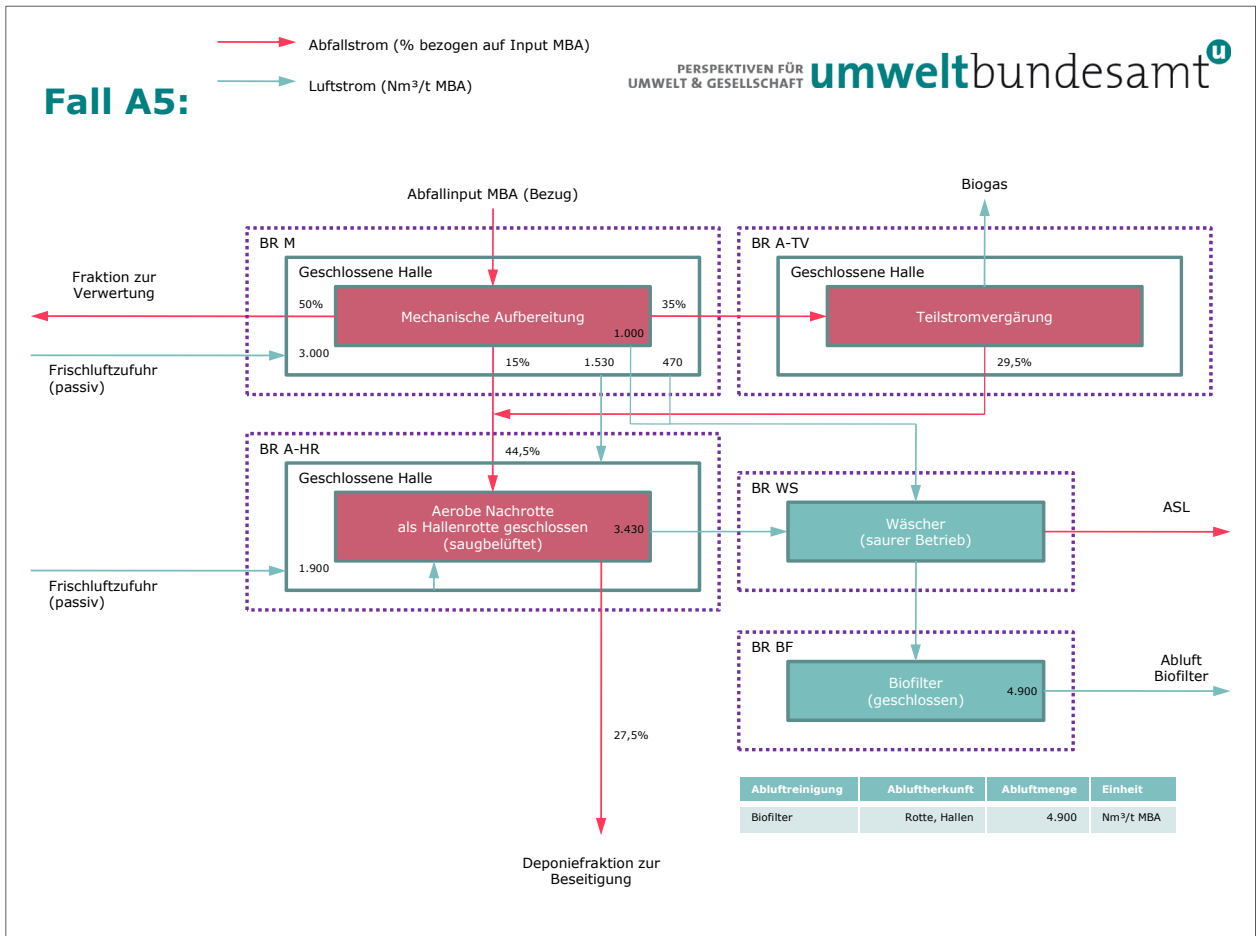 Abfallstrom (% bezogen auf Input MBA)
Luftstrom (Nm³/t MBA)
PERSPEKTIVEN FÜR
UMWELT & GESELLSCHAFT
umweltbundesamt
u
Fall A5:
Abfallinput MBA (Bezug)
Biogas
BR M
BR A-TV
Geschlossene Halle
Geschlossene Halle
Fraktion zur
Verwertung
50%
Mechanische Aufbereitung
1.000
35%
Teilstromvergärung
3.000
15%
1.530
470
29,5%
Frischluftzufuhr
(passiv)
BR A-HR
44,5%
Geschlossene Halle
BR WS
Aerobe Nachrotte
als Hallenrotte geschlossen
(saugbelüftet)
3.430
Wäscher
(saurer Betrieb)
ASL
1.900
Frischluftzufuhr
(passiv)
BR BF
Biofilter
(geschlossen)
4.900
Abluft
Biofilter
27,5%
Abluftreinigung Abluftherkunft Abluftmenge Einheit
Biofilter Rotte, Hallen 4.900 Nm³/t MBA
Deponiefraktion zur
Beseitigung